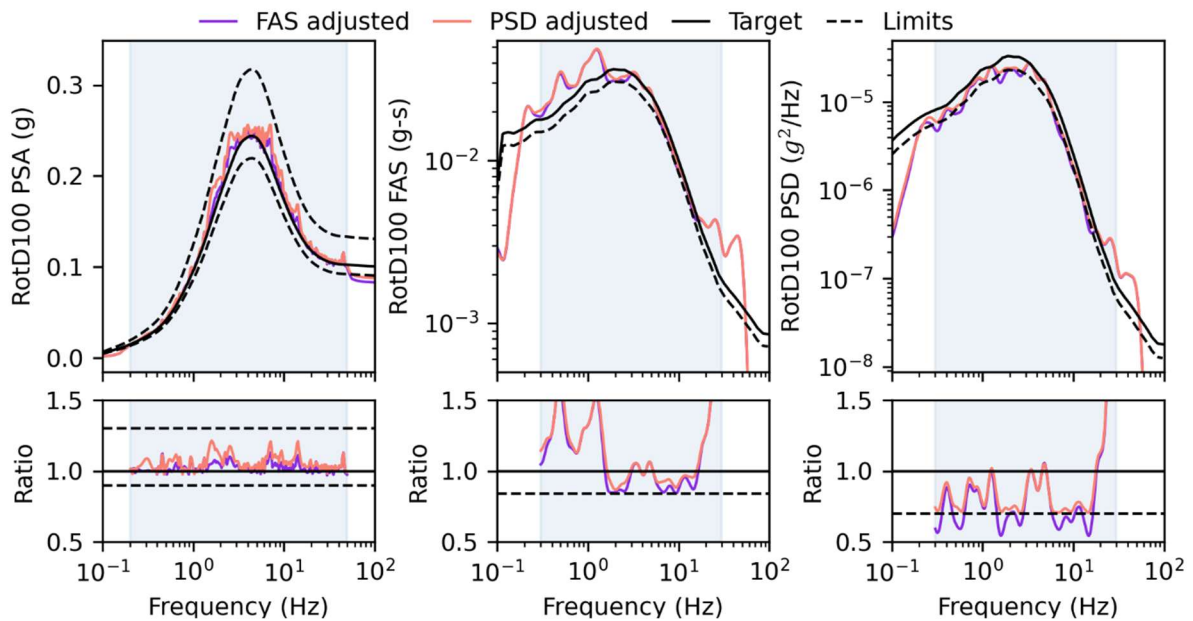 FAS adjusted PSD adjusted Target Limits
RotD100 PSA (g)
0.3
0.2
0.1
0.0
RotD100 FAS (g-s)
10⁻²
10⁻³
RotD100 PSD (g²/Hz)
10⁻⁵
10⁻⁶
10⁻⁷
10⁻⁸
Ratio
1.5
1.0
0.5
10⁻¹ 10⁰ 10¹ 10²
Frequency (Hz)
Ratio
1.5
1.0
0.5
10⁻¹ 10⁰ 10¹ 10²
Frequency (Hz)
Ratio
1.5
1.0
0.5
10⁻¹ 10⁰ 10¹ 10²
Frequency (Hz)